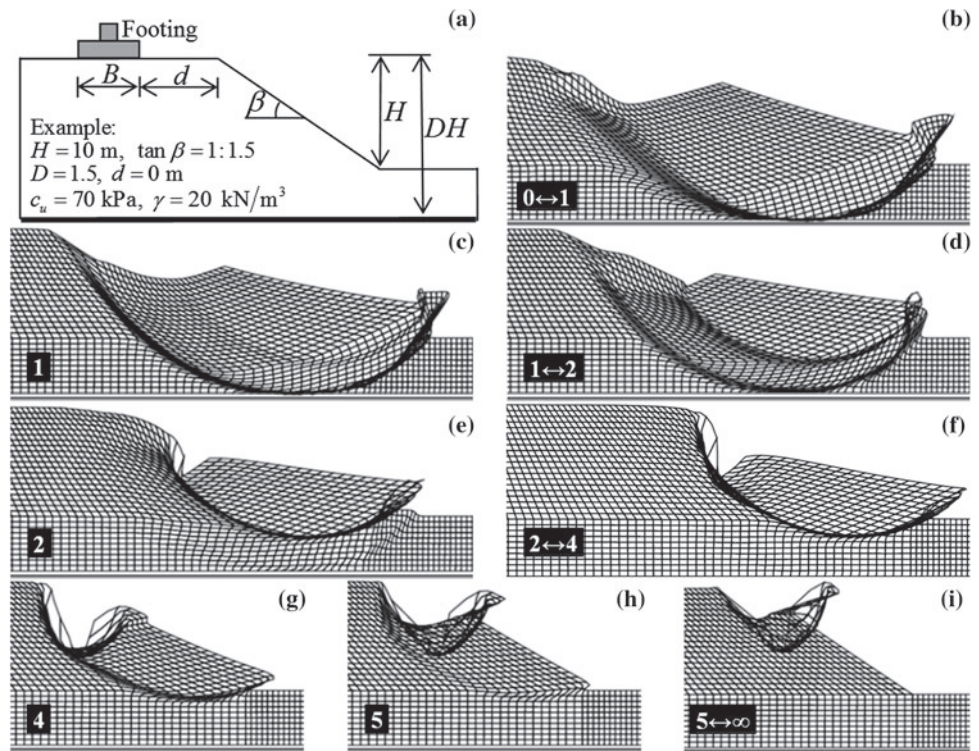 (a)
Footing
B
d
β
H
DH
Example:
H = 10 m, tan β = 1:1.5
D = 1.5, d = 0 m
c_u = 70 kPa, γ = 20 kN/m³
(b)
0↔1
(c)
1
(d)
1↔2
(e)
2
(f)
2↔4
(g)
4
(h)
5
(i)
5↔∞